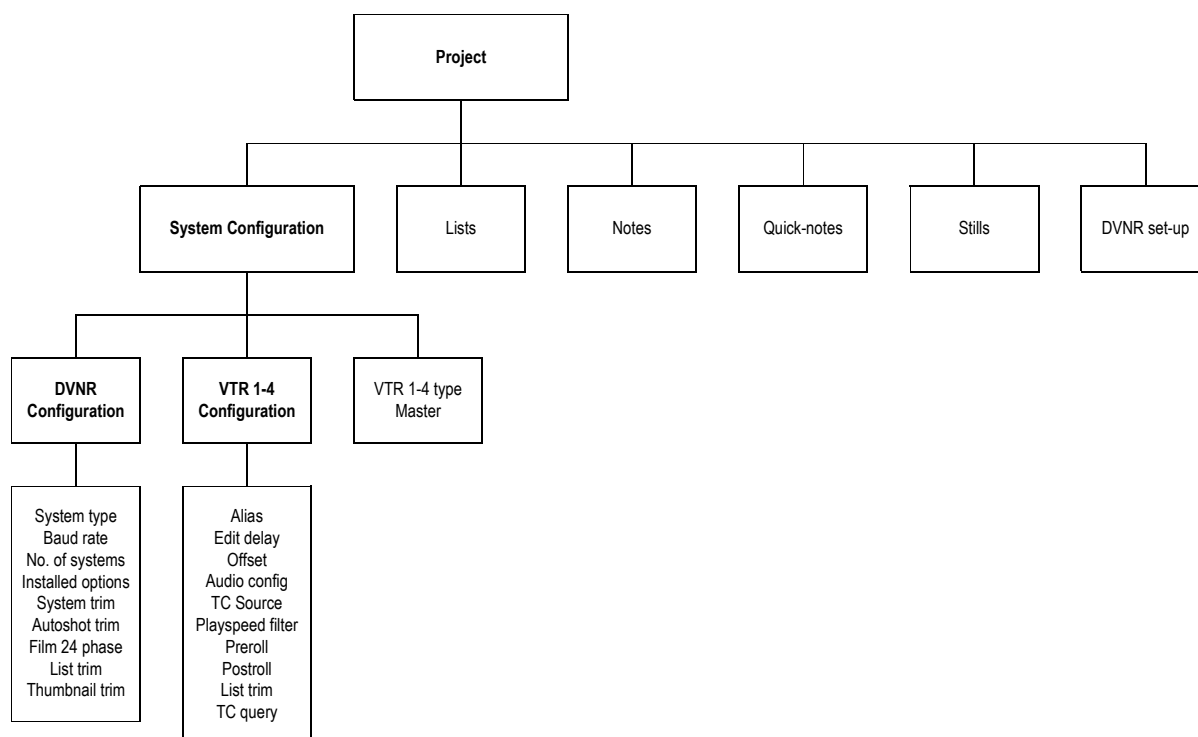 Project
System Configuration
Lists
Notes
Quick-notes
Stills
DVNR set-up
DVNR
Configuration
VTR 1-4
Configuration
VTR 1-4 type
Master
System type
Baud rate
No. of systems
Installed options
System trim
Autoshot trim
Film 24 phase
List trim
Thumbnail trim
Alias
Edit delay
Offset
Audio config
TC Source
Playspeed filter
Preroll
Postroll
List trim
TC query